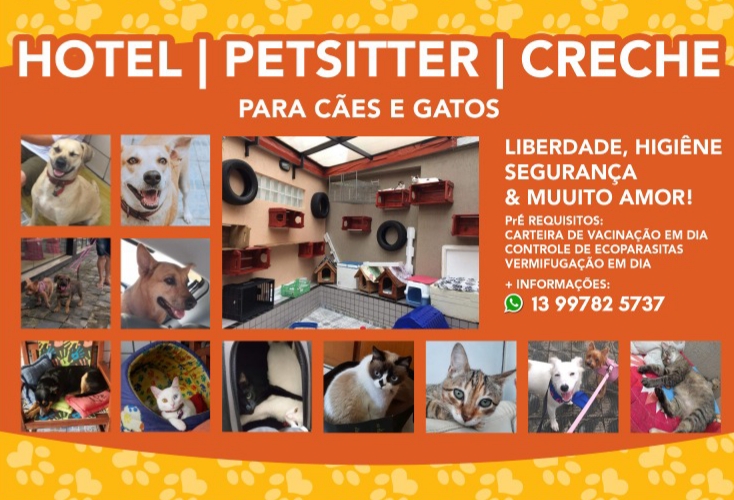 HOTEL | PETSITTER | CRECHE
PARA CÃES E GATOS
LIBERDADE, HIGIÊNE
SEGURANÇA
& MUUITO AMOR!
PrÊ REQUISITOS:
CARTEIRA DE VACINAÇÃO EM DIA
CONTROLE DE ECOPARASITAS
VERMIFUGAÇÃO EM DIA
+ INFORMAÇÕES:
13 99782 5737